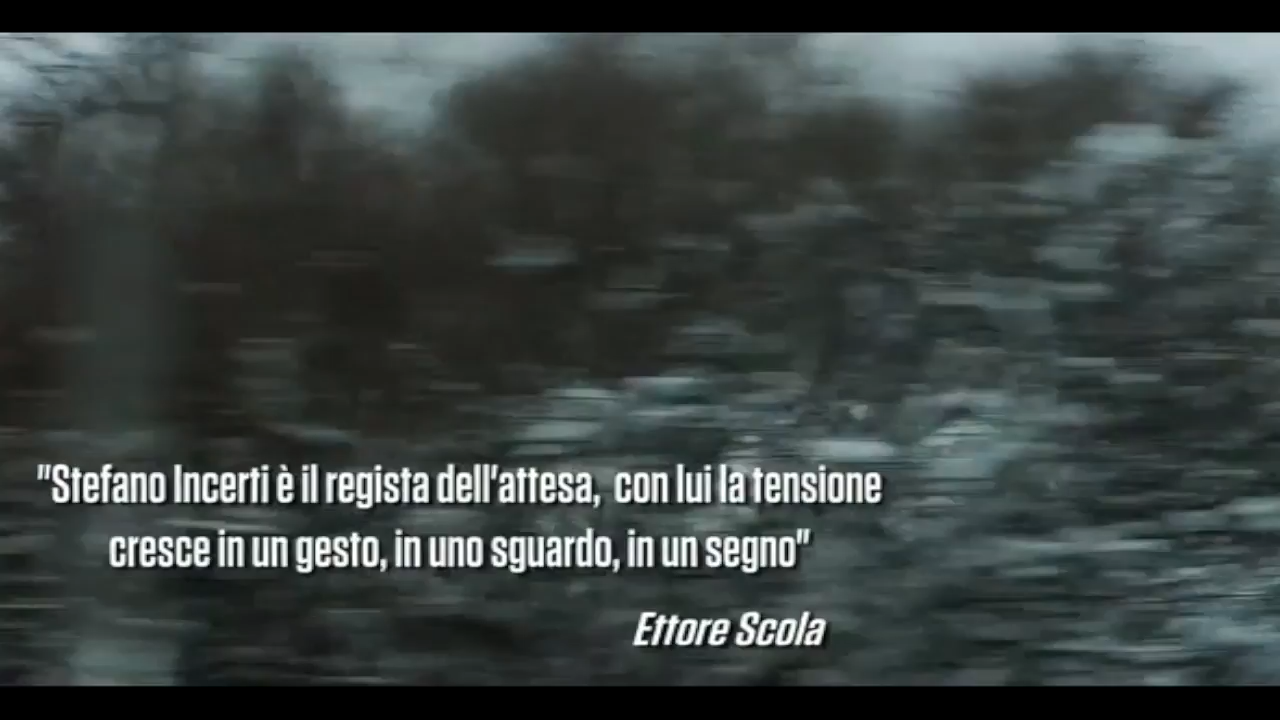 "Stefano Incerti è il regista dell'attesa, con lui la tensione
cresce in un gesto, in uno sguardo, in un segno"
Ettore Scola